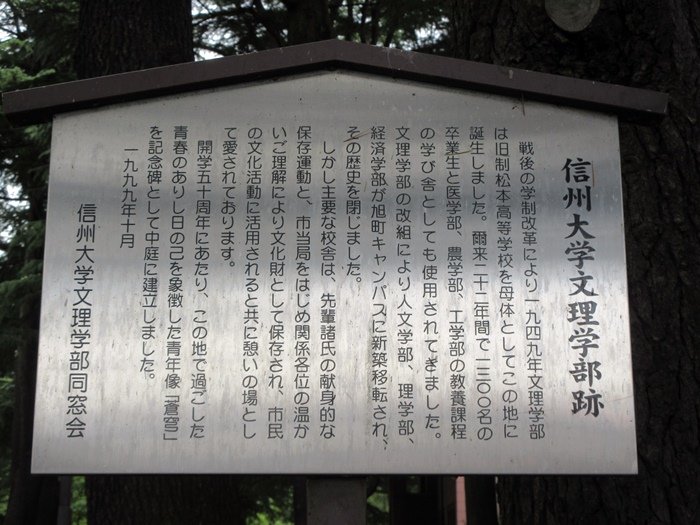 信州大学文理学部跡
戦後の学制改革により一九四九年文理学部
は旧制松本高等学校を母体としてこの地に
誕生しました。爾来二十二年間で二三〇〇名の
卒業生と医学部、農学部、工学部の教養課程
の学び舎としても使用されてきました。
文理学部の改組により人文学部、理学部、
経済学部が旭町キャンパスに新築移転され、
その歴史を閉じました。
しかし主要な校舎は、先輩諸氏の献身的な
保存運動と、市当局をはじめ関係各位の温か
いご理解により文化財として保存され、市民
の文化活動に活用されると共に憩いの場とし
て愛されております。
開学五十周年にあたり、この地で過ごした
青春のありし日の己を象徴した青年像「蒼穹」
を記念碑として中庭に建立しました。
一九九九年十月
信州大学文理学部同窓会